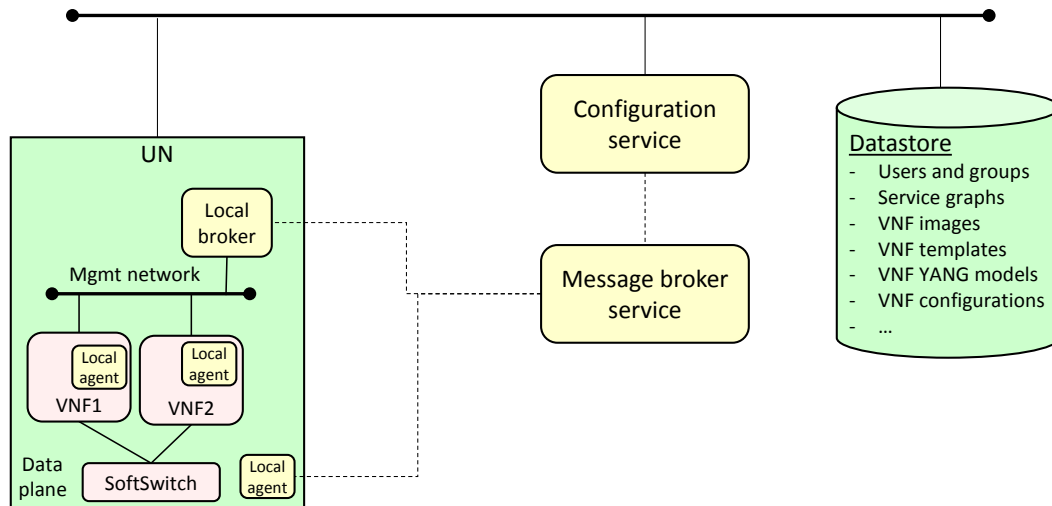 UN
Local
broker
Mgmt network
Local
agent
VNF1
Local
agent
VNF2
Data
plane
SoftSwitch
Local
agent
Configuration
service
Message broker
service
Datastore
- Users and groups
- Service graphs
- VNF images
- VNF templates
- VNF YANG models
- VNF configurations
- ...